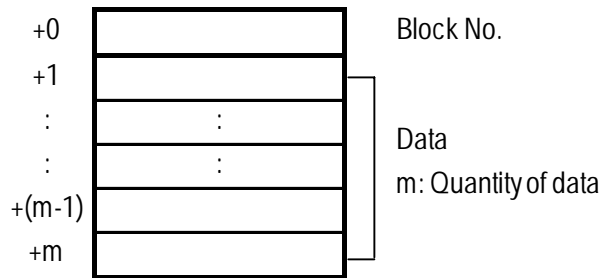 +0 Block No.
+1
: :
Data
: :
m: Quantity of data
+(m-1)
+m